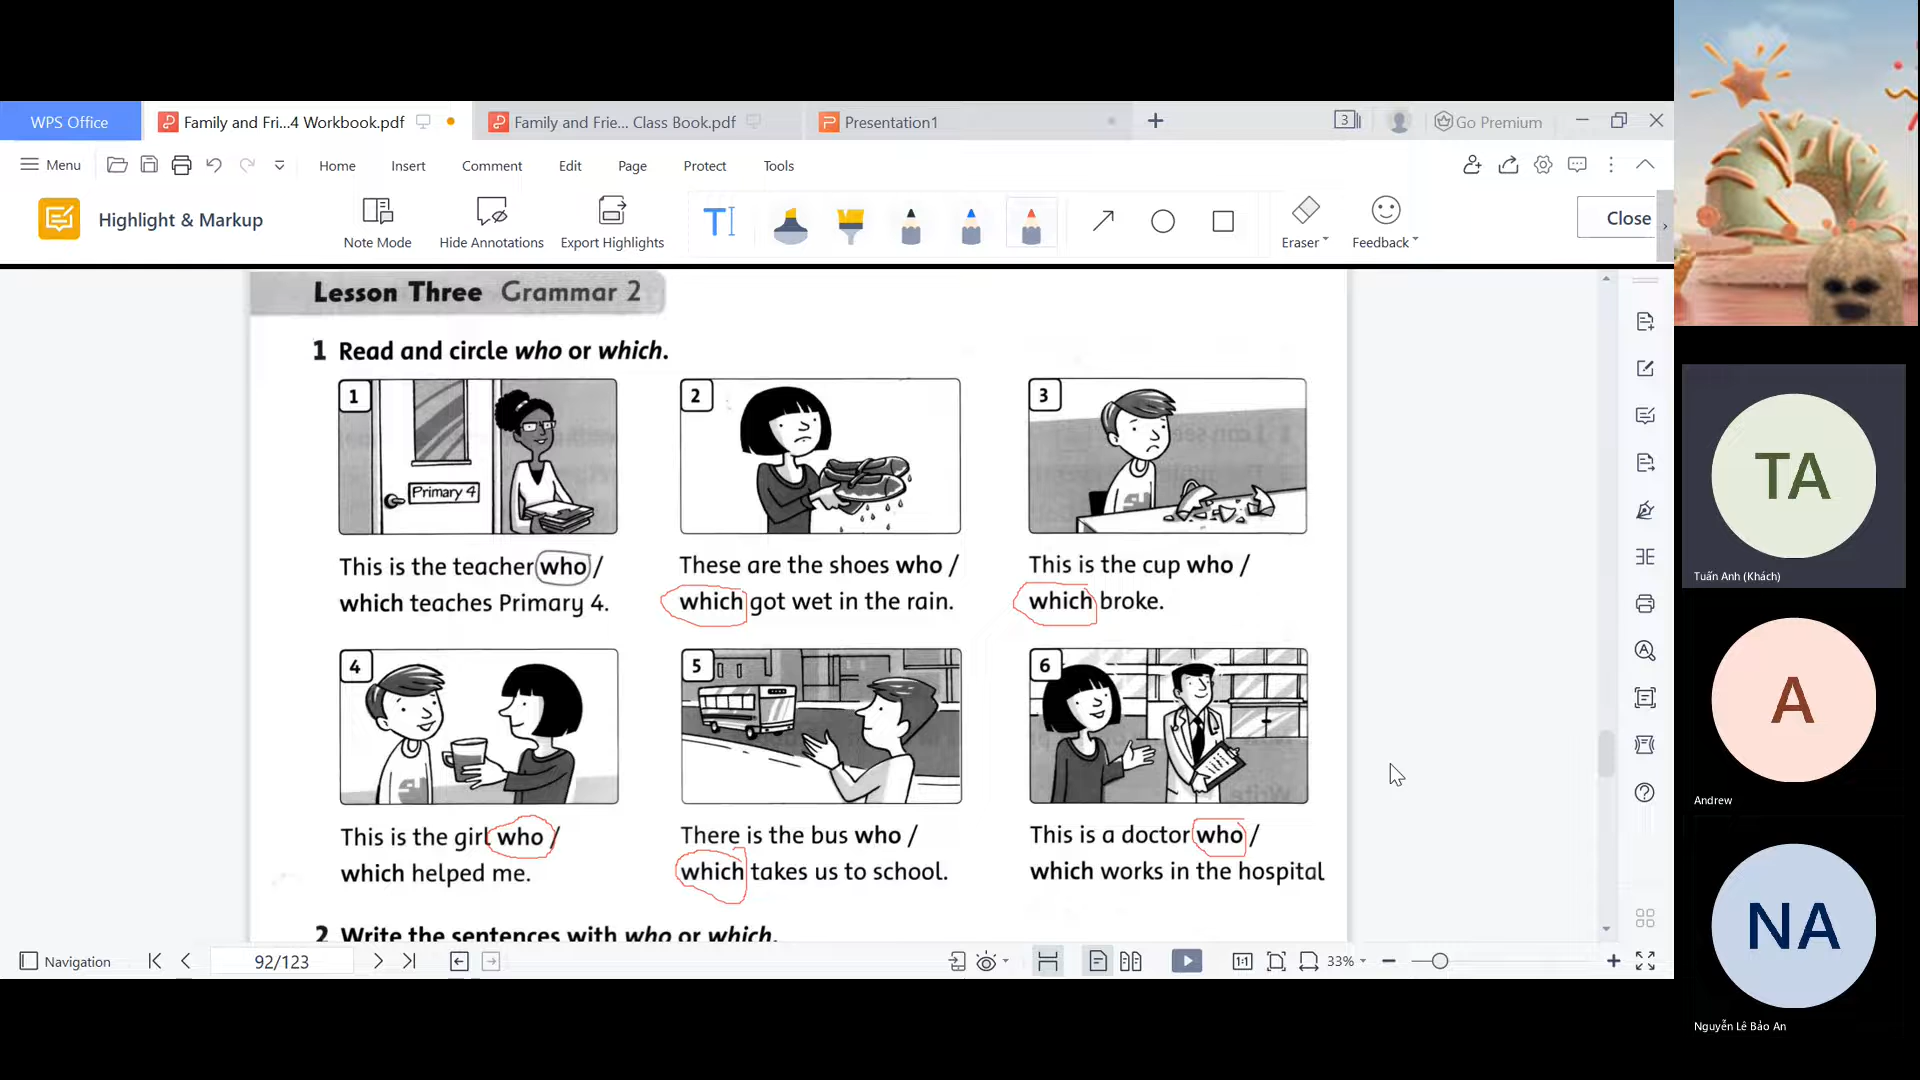 WPS Office
Family and Fri...4 Workbook.pdf
Family and Frie... Class Book.pdf
Presentation1
3
Go Premium
Menu
Home
Insert
Comment
Edit
Page
Protect
Tools
Highlight & Markup
Note Mode
Hide Annotations
Export Highlights
Eraser
Feedback
Close
Lesson Three Grammar 2
1 Read and circle who or which.
1
Primary 4
This is the teacher who /
which teaches Primary 4.
2
These are the shoes who /
which got wet in the rain.
3
This is the cup who /
which broke.
4
This is the girl who /
which helped me.
5
There is the bus who /
which takes us to school.
6
This is a doctor who /
which works in the hospital
2 Write the sentences with who or which.
Navigation
92/123
1:1
33%
TA
Tuấn Anh (Khách)
A
Andrew
NA
Nguyễn Lê Bảo An